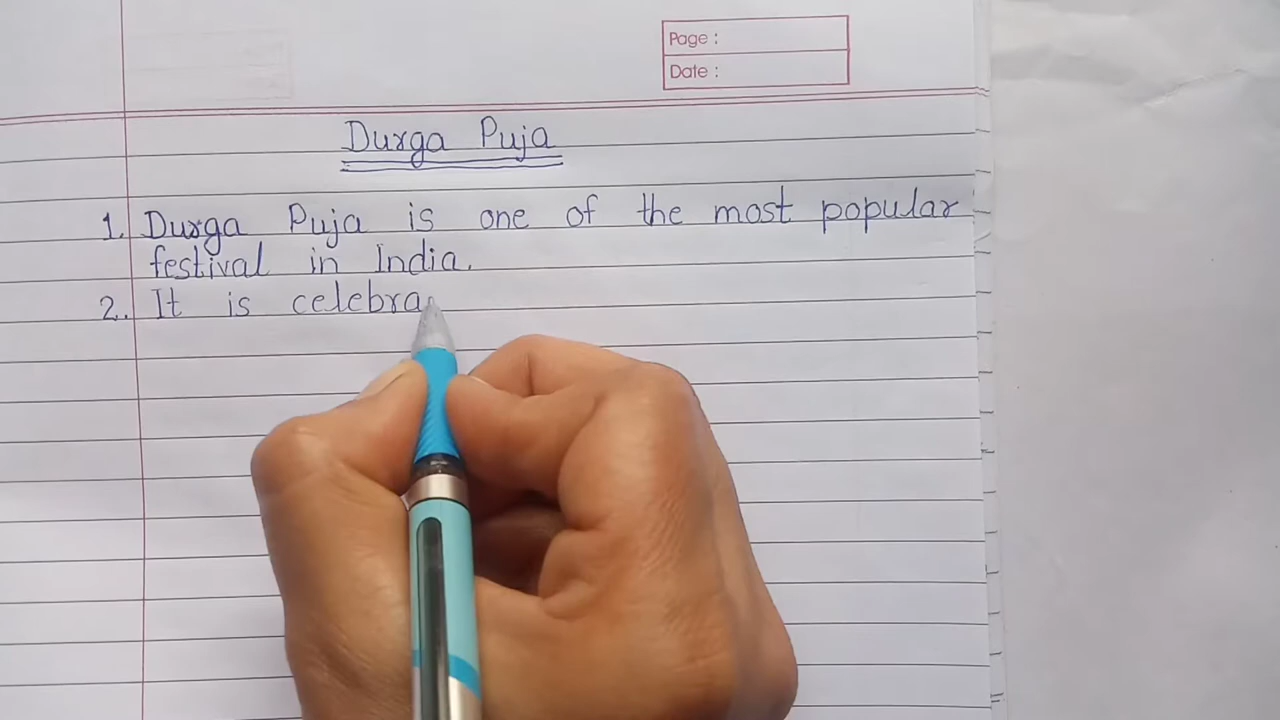 Page :
Date :
Durga Puja
1. Durga Puja is one of the most popular
festival in India.
2. It is celebra